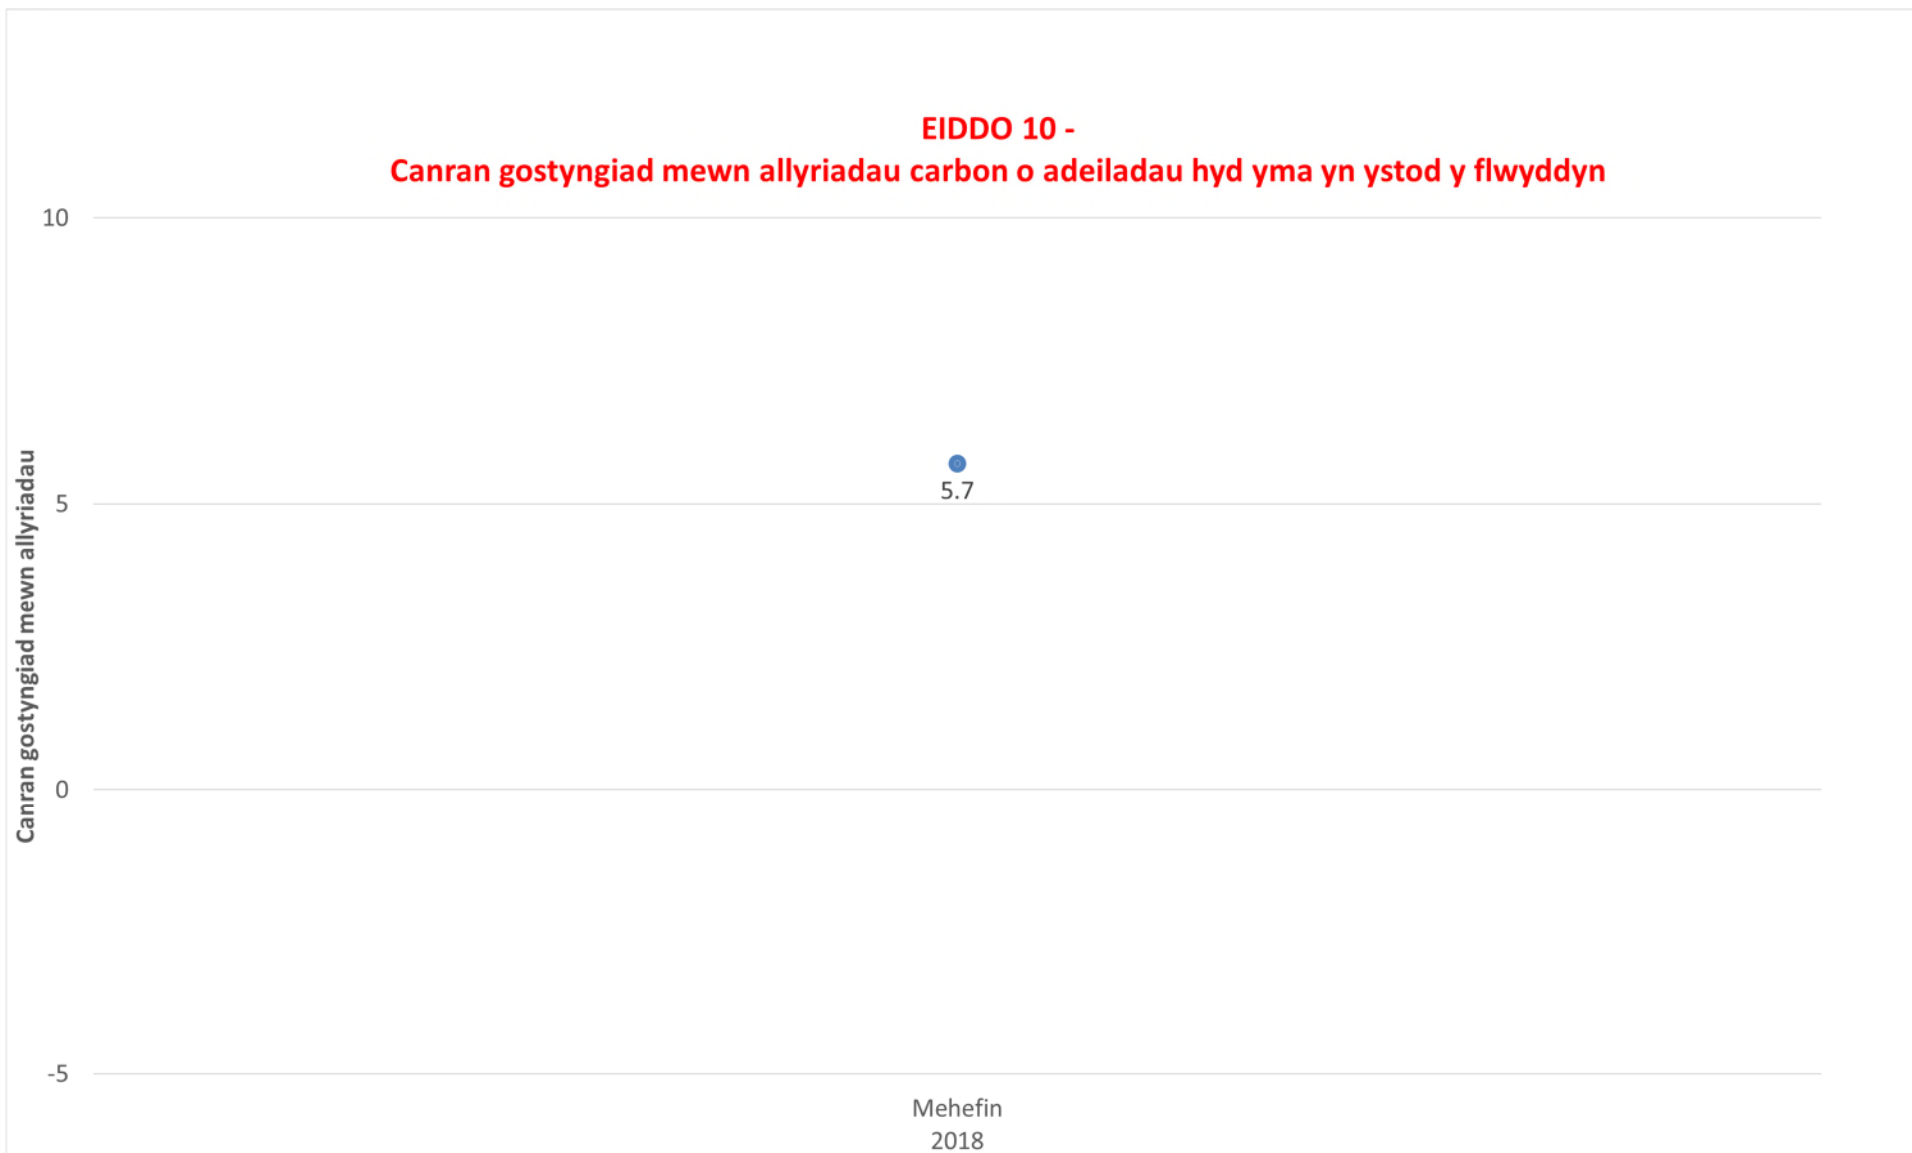 EIDDO 10 -
Canran gostyngiad mewn allyriadau carbon o adeiladau hyd yma yn ystod y flwyddyn
Canran gostyngiad mewn allyriadau
10
5
0
-5
5.7
Mehefin
2018